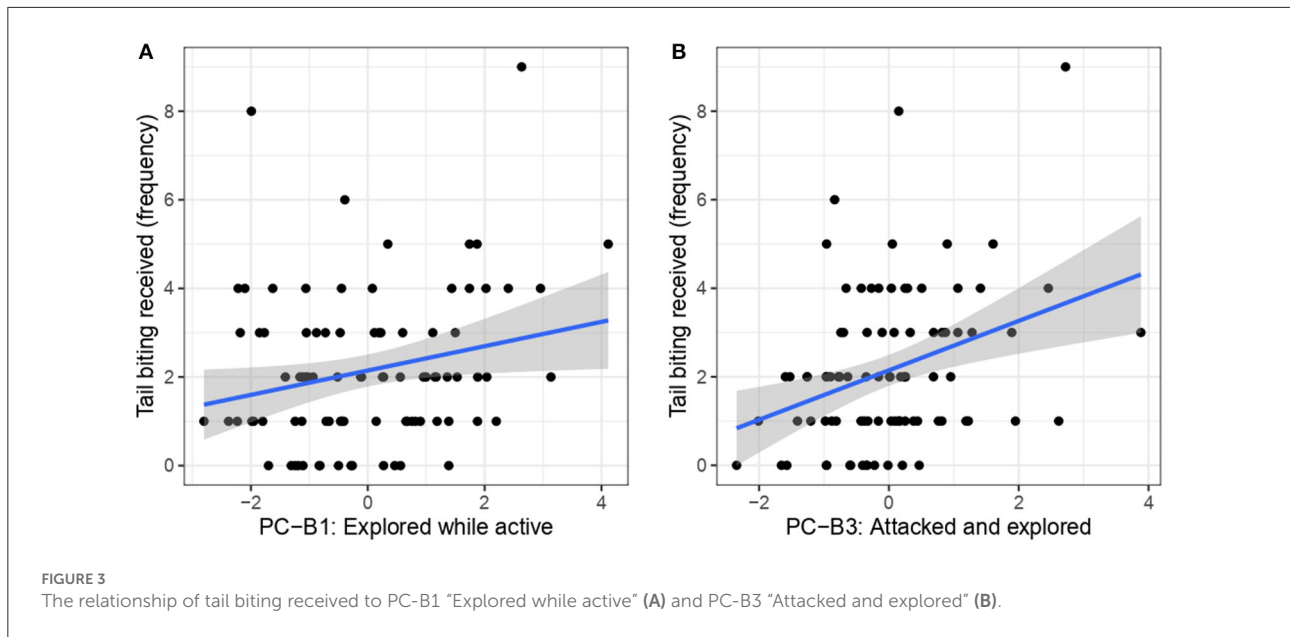 A
B
Tail biting received (frequency)
8
6
4
2
0
−2
0
2
4
PC−B1: Explored while active
Tail biting received (frequency)
8
6
4
2
0
−2
0
2
4
PC−B3: Attacked and explored
FIGURE 3
The relationship of tail biting received to PC-B1 “Explored while active” (A) and PC-B3 “Attacked and explored” (B).